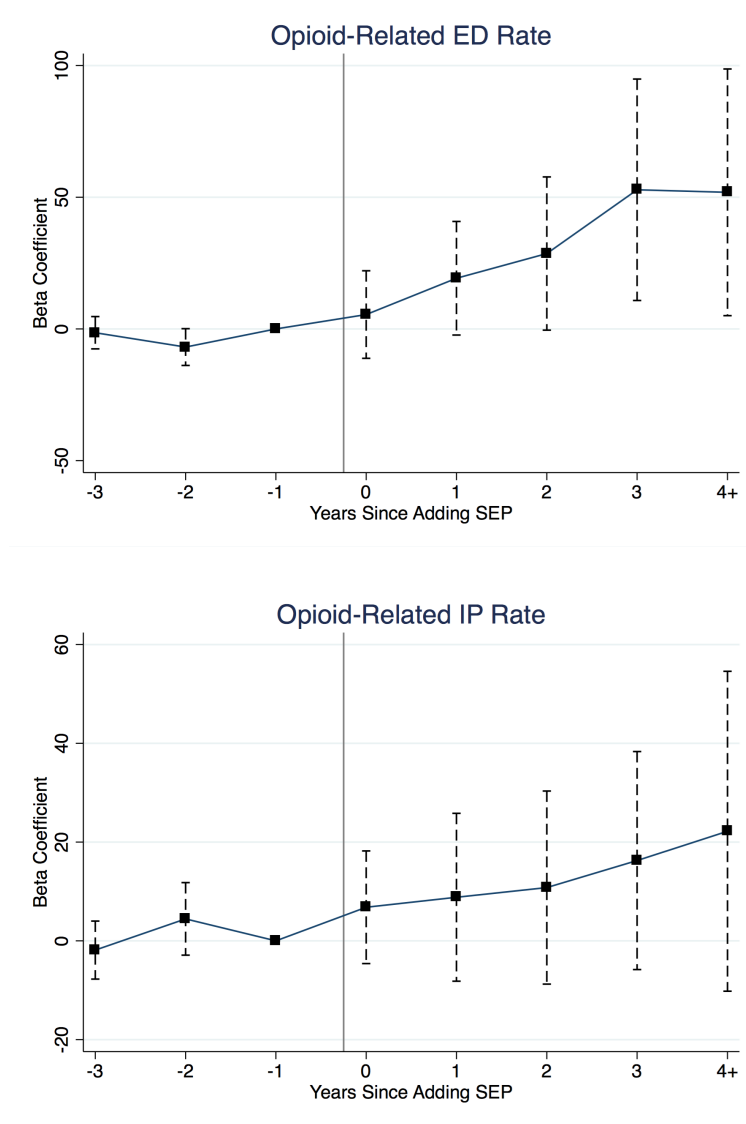 Opioid-Related ED Rate
100
50
0
-50
Beta Coefficient
-3 -2 -1 0 1 2 3 4+
Years Since Adding SEP
Opioid-Related IP Rate
60
40
20
0
-20
Beta Coefficient
-3 -2 -1 0 1 2 3 4+
Years Since Adding SEP